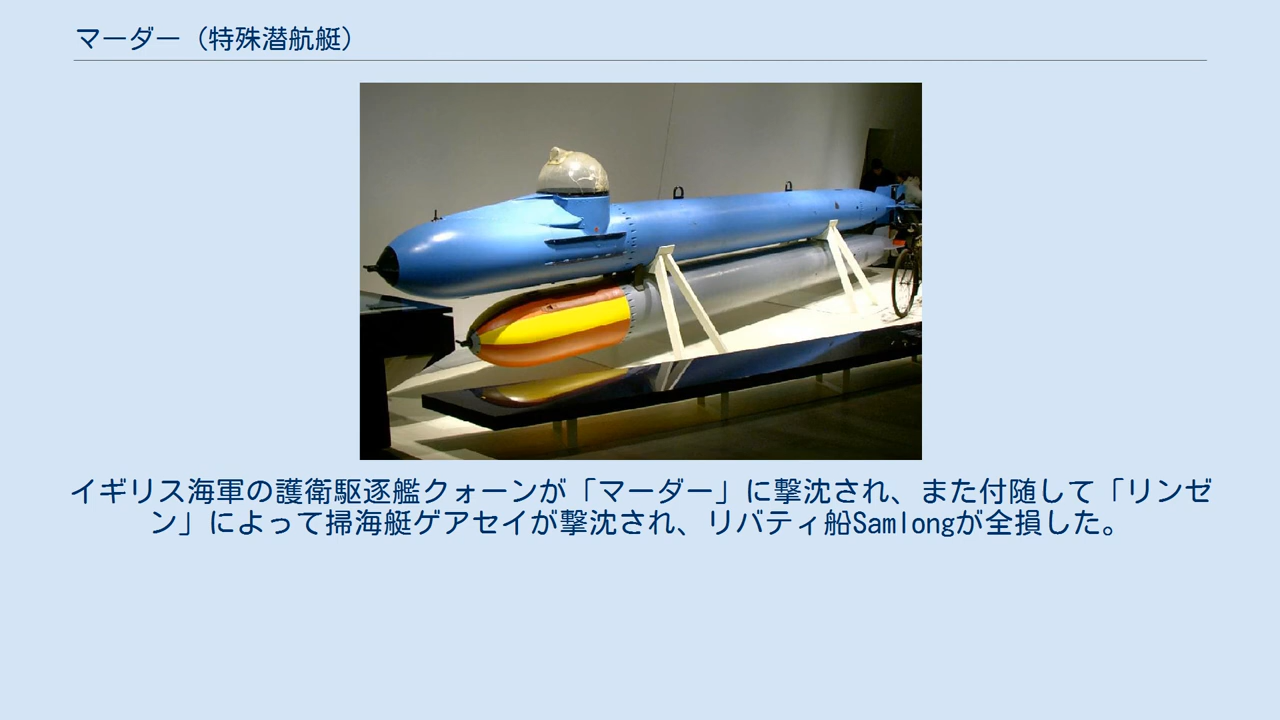 マーダー（特殊潜航艇）
イギリス海軍の護衛駆逐艦クォーンが「マーダー」に撃沈され、また付随して「リンゼ
ン」によって掃海艇ゲアセイが撃沈され、リバティ船Samlongが全損した。